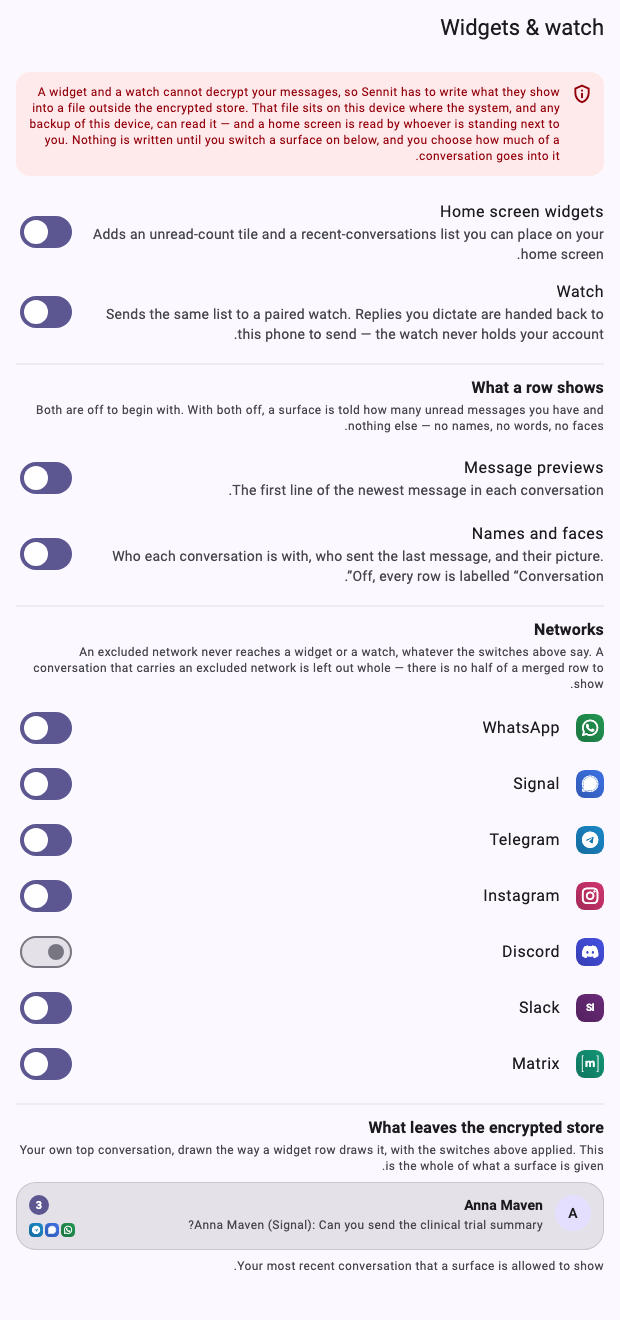 Widgets & watch
A widget and a watch cannot decrypt your messages, so Sennit has to write what they show
into a file outside the encrypted store. That file sits on this device where the system, and any
backup of this device, can read it — and a home screen is read by whoever is standing next to
you. Nothing is written until you switch a surface on below, and you choose how much of a
.conversation goes into it
Home screen widgets
Adds an unread-count tile and a recent-conversations list you can place on your
.home screen
Watch
Sends the same list to a paired watch. Replies you dictate are handed back to
.this phone to send — the watch never holds your account
What a row shows
Both are off to begin with. With both off, a surface is told how many unread messages you have and
.nothing else — no names, no words, no faces
Message previews
.The first line of the newest message in each conversation
Names and faces
Who each conversation is with, who sent the last message, and their picture.
.”Off, every row is labelled “Conversation
Networks
An excluded network never reaches a widget or a watch, whatever the switches above say. A
conversation that carries an excluded network is left out whole — there is no half of a merged row to
.show
WhatsApp
Signal
Telegram
Instagram
Discord
Slack
Sl
Matrix
[m]
What leaves the encrypted store
Your own top conversation, drawn the way a widget row draws it, with the switches above applied. This
.is the whole of what a surface is given
A
Anna Maven
3
?Anna Maven (Signal): Can you send the clinical trial summary
.Your most recent conversation that a surface is allowed to show